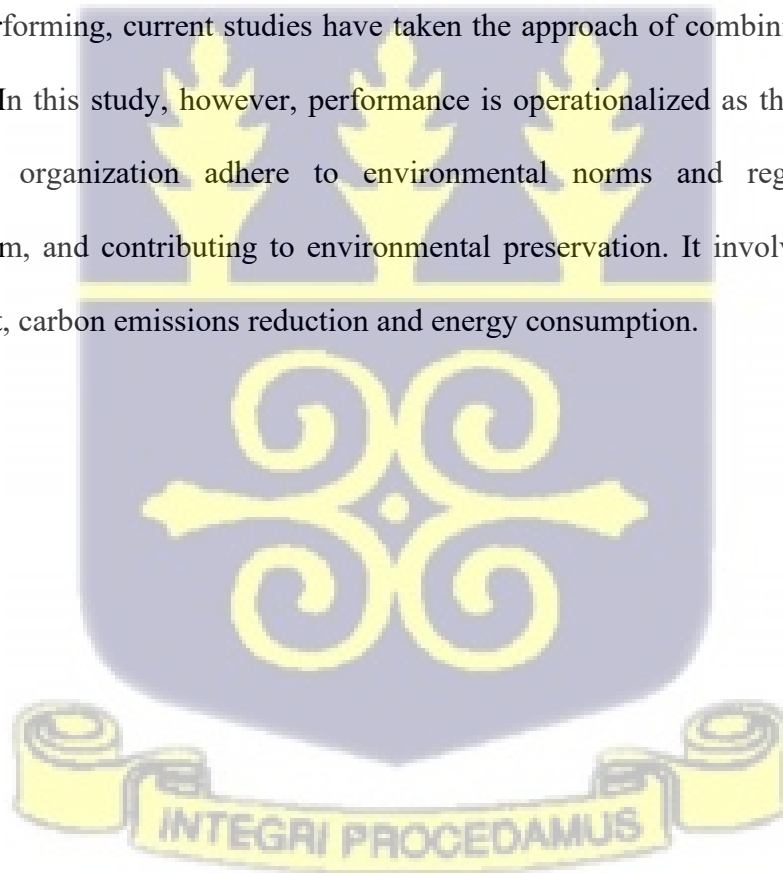 rforming, current studies have taken the approach of combin
In this study, however, performance is operationalized as th
organization adhere to environmental norms and reg
m, and contributing to environmental preservation. It involv
t, carbon emissions reduction and energy consumption.
INTEGRI PROCEDAMUS